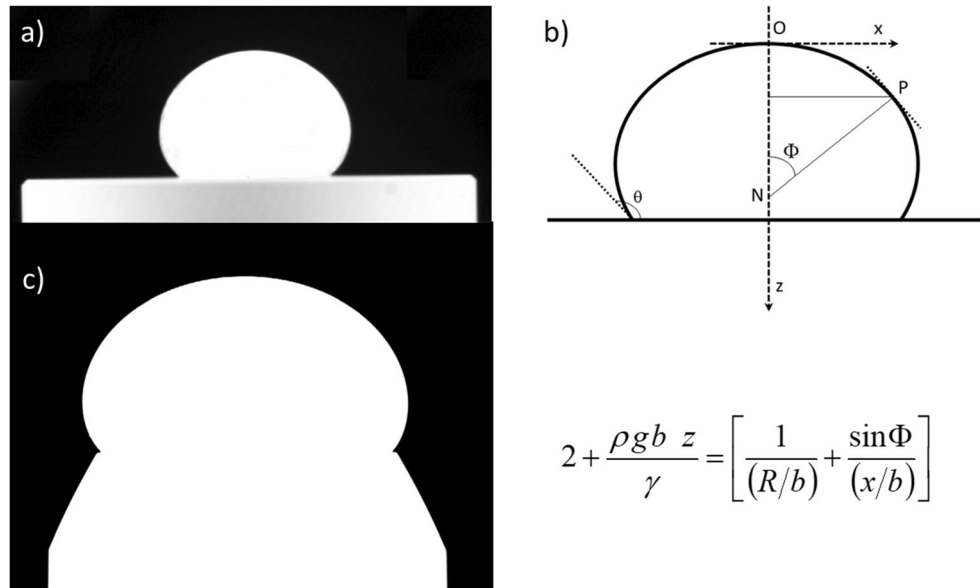 a)
b)
O
x
P
Φ
N
θ
z
c)
2 + ρgb z / γ = [ 1 / (R/b) + sinΦ / (x/b) ]